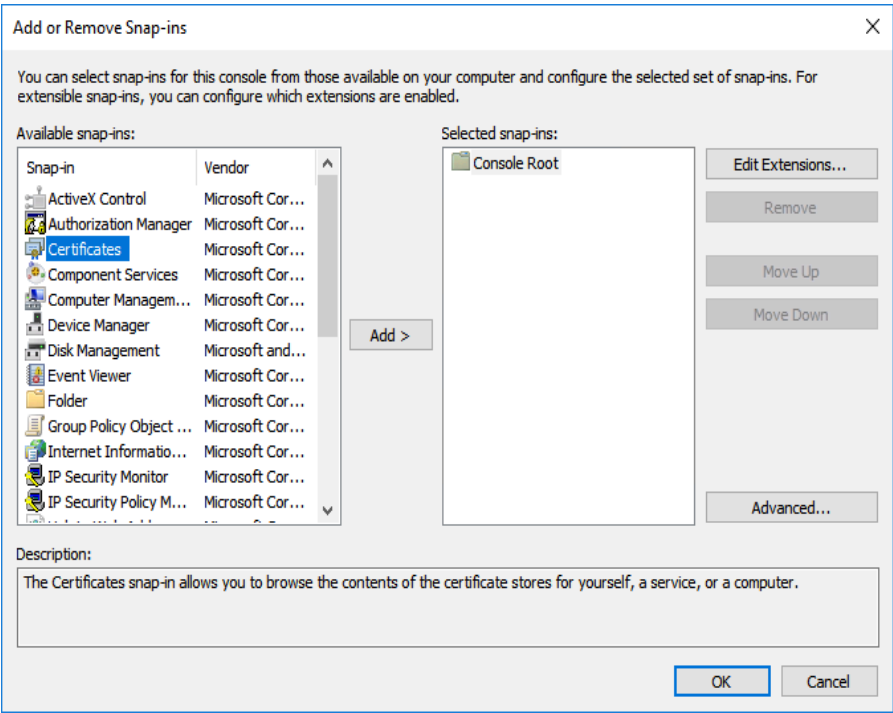 Add or Remove Snap-ins
You can select snap-ins for this console from those available on your computer and configure the selected set of snap-ins. For
extensible snap-ins, you can configure which extensions are enabled.
Available snap-ins:
Snap-in Vendor
ActiveX Control Microsoft Cor...
Authorization Manager Microsoft Cor...
Certificates Microsoft Cor...
Component Services Microsoft Cor...
Computer Managem... Microsoft Cor...
Device Manager Microsoft Cor...
Disk Management Microsoft and...
Event Viewer Microsoft Cor...
Folder Microsoft Cor...
Group Policy Object ... Microsoft Cor...
Internet Informatio... Microsoft Cor...
IP Security Monitor Microsoft Cor...
IP Security Policy M... Microsoft Cor...
Add >
Selected snap-ins:
Console Root
Edit Extensions...
Remove
Move Up
Move Down
Advanced...
Description:
The Certificates snap-in allows you to browse the contents of the certificate stores for yourself, a service, or a computer.
OK
Cancel